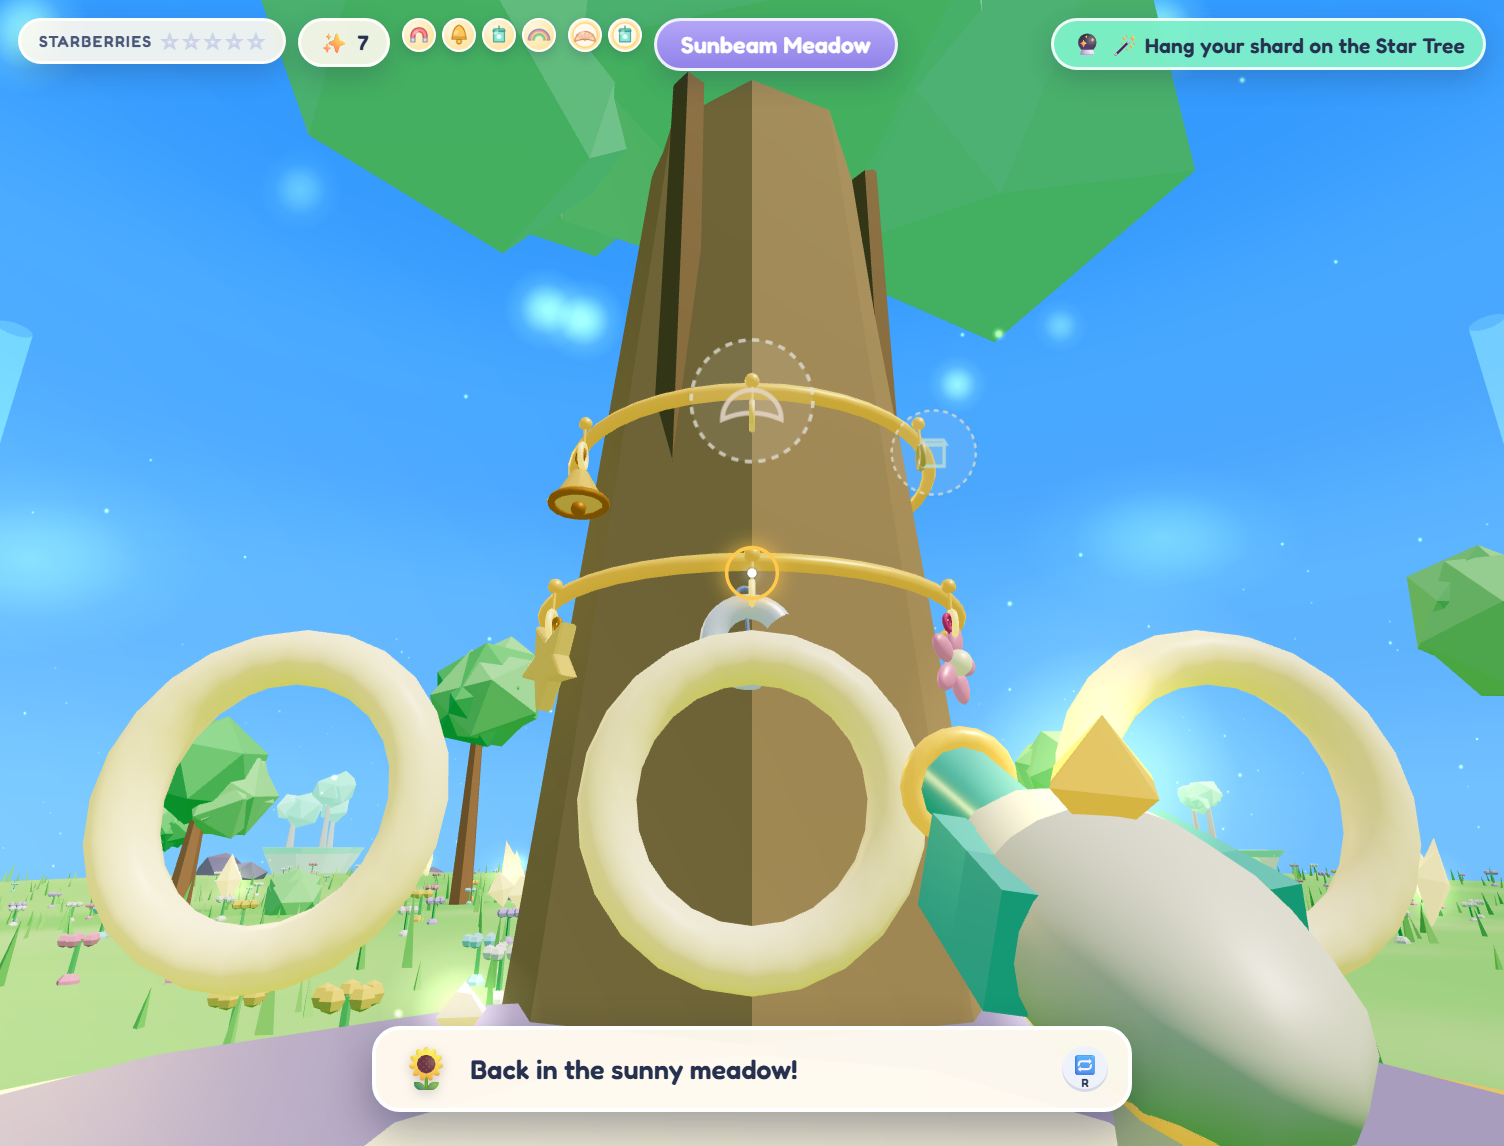 STARBERRIES
7
Sunbeam Meadow
Hang your shard on the Star Tree
Back in the sunny meadow!
R